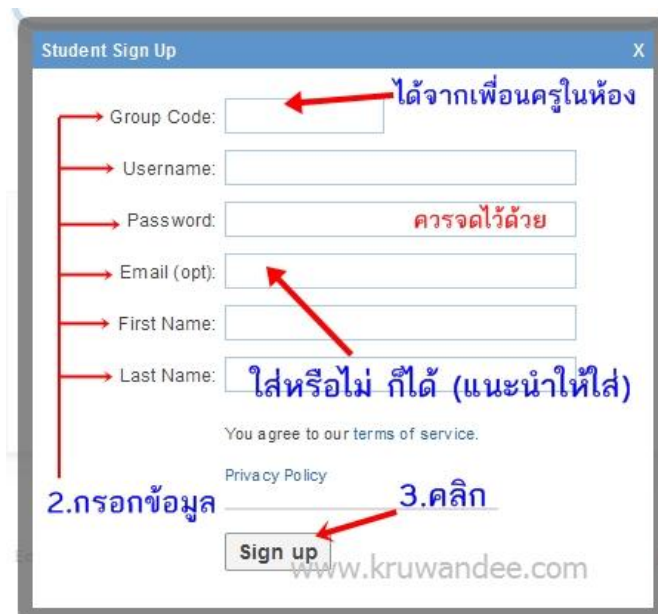 Student Sign Up X
ได้จากเพื่อนครูในห้อง
Group Code:
Username:
Password: ควรจดไว้ด้วย
Email (opt):
First Name:
Last Name:
ใส่หรือไม่ ก็ได้ (แนะนำให้ใส่)
You agree to our terms of service.
Privacy Policy
2.กรอกข้อมูล
3.คลิก
Sign up
www.kruwandee.com